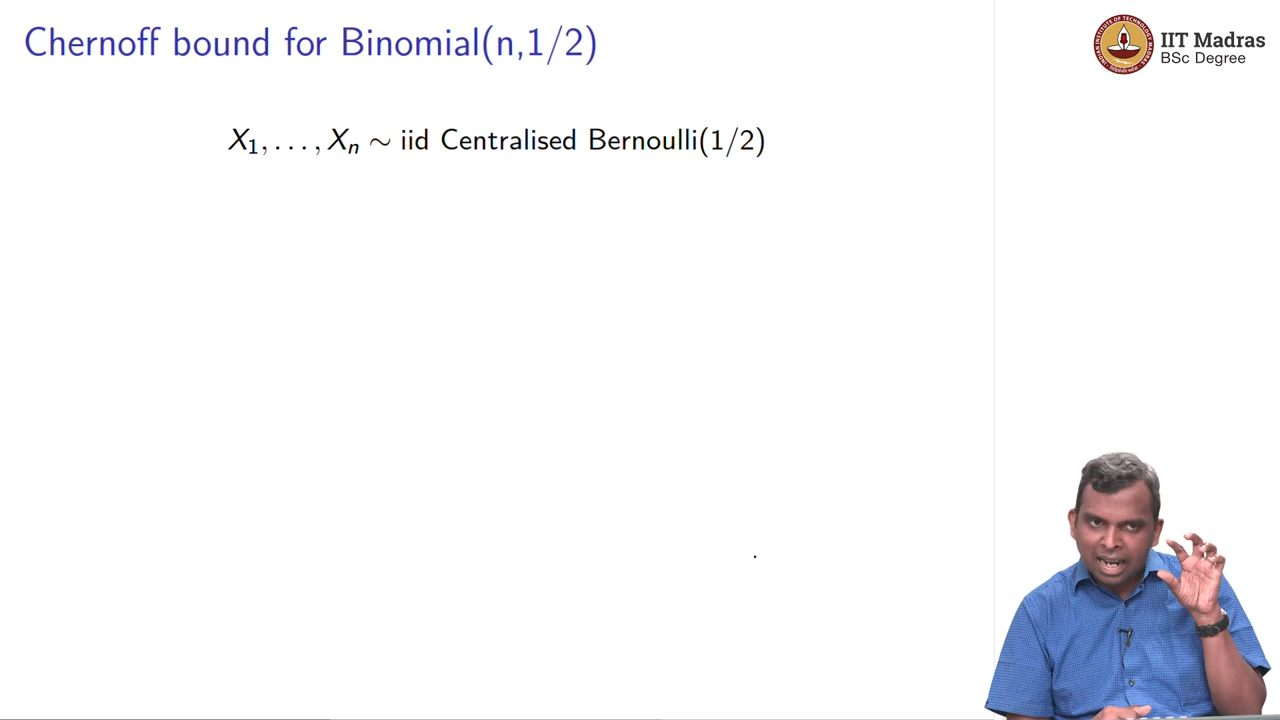 Chernoff bound for Binomial(n,1/2)
IIT Madras
BSc Degree
X₁, . . . , Xₙ ∼ iid Centralised Bernoulli(1/2)